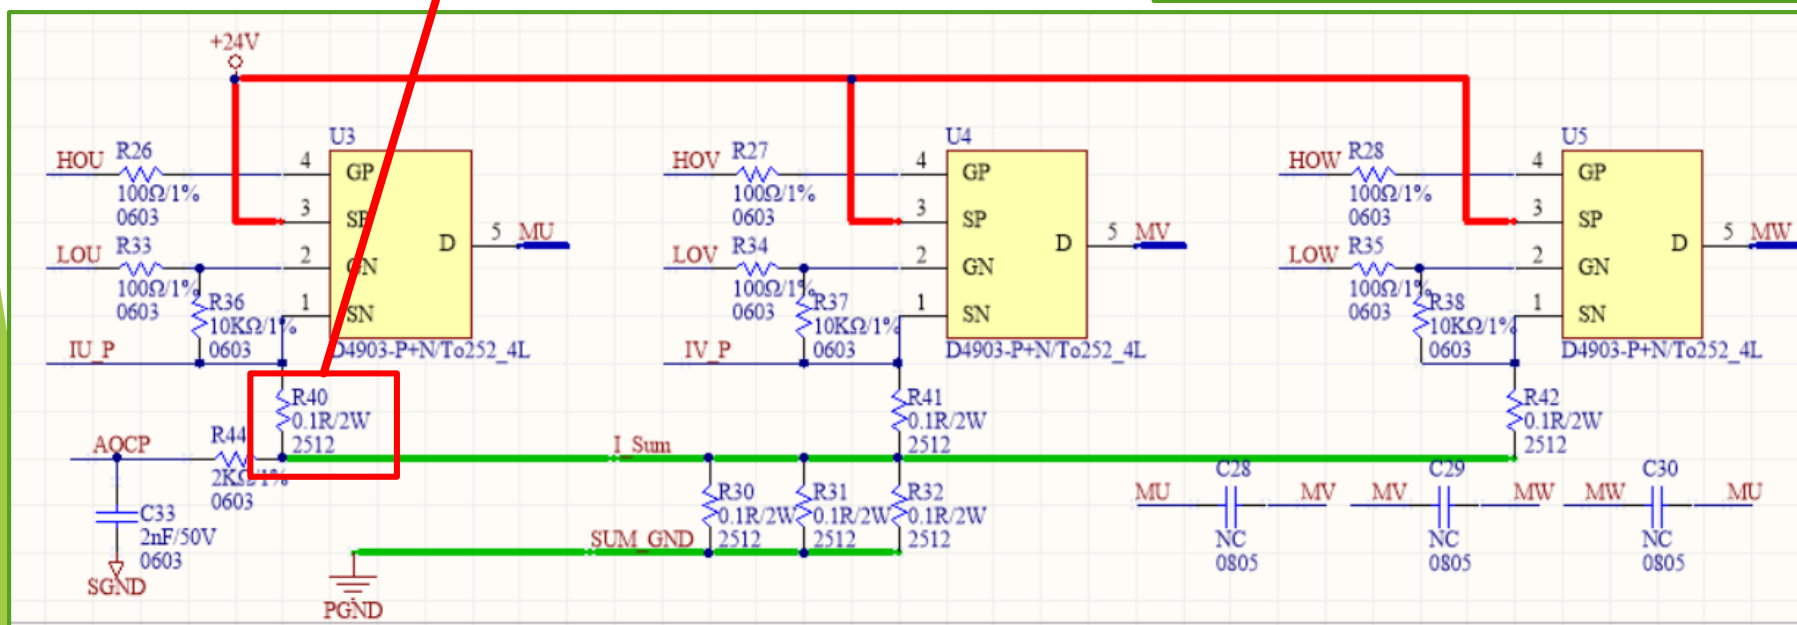 +24V
U3
U4
U5
HOU
R26
100Ω/1%
0603
4
GP
3
SP
LOU
R33
100Ω/1%
0603
2
GN
1
SN
D
5
MU
R36
10KΩ/1%
0603
IU_P
D4903-P+N/To252_4L
HOV
R27
100Ω/1%
0603
4
GP
3
SP
LOV
R34
100Ω/1%
0603
2
GN
1
SN
D
5
MV
R37
10KΩ/1%
0603
IV_P
D4903-P+N/To252_4L
HOW
R28
100Ω/1%
0603
4
GP
3
SP
LOW
R35
100Ω/1%
0603
2
GN
1
SN
D
5
MW
R38
10KΩ/1%
0603
D4903-P+N/To252_4L
R40
0.1R/2W
2512
R41
0.1R/2W
2512
R42
0.1R/2W
2512
AOCP
R44
2KΩ/1%
0603
I_Sum
C33
2nF/50V
0603
SGND
R30
0.1R/2W
2512
R31
0.1R/2W
2512
R32
0.1R/2W
2512
SUM_GND
PGND
C28
MU
MV
NC
0805
C29
MV
MW
NC
0805
C30
MW
MU
NC
0805